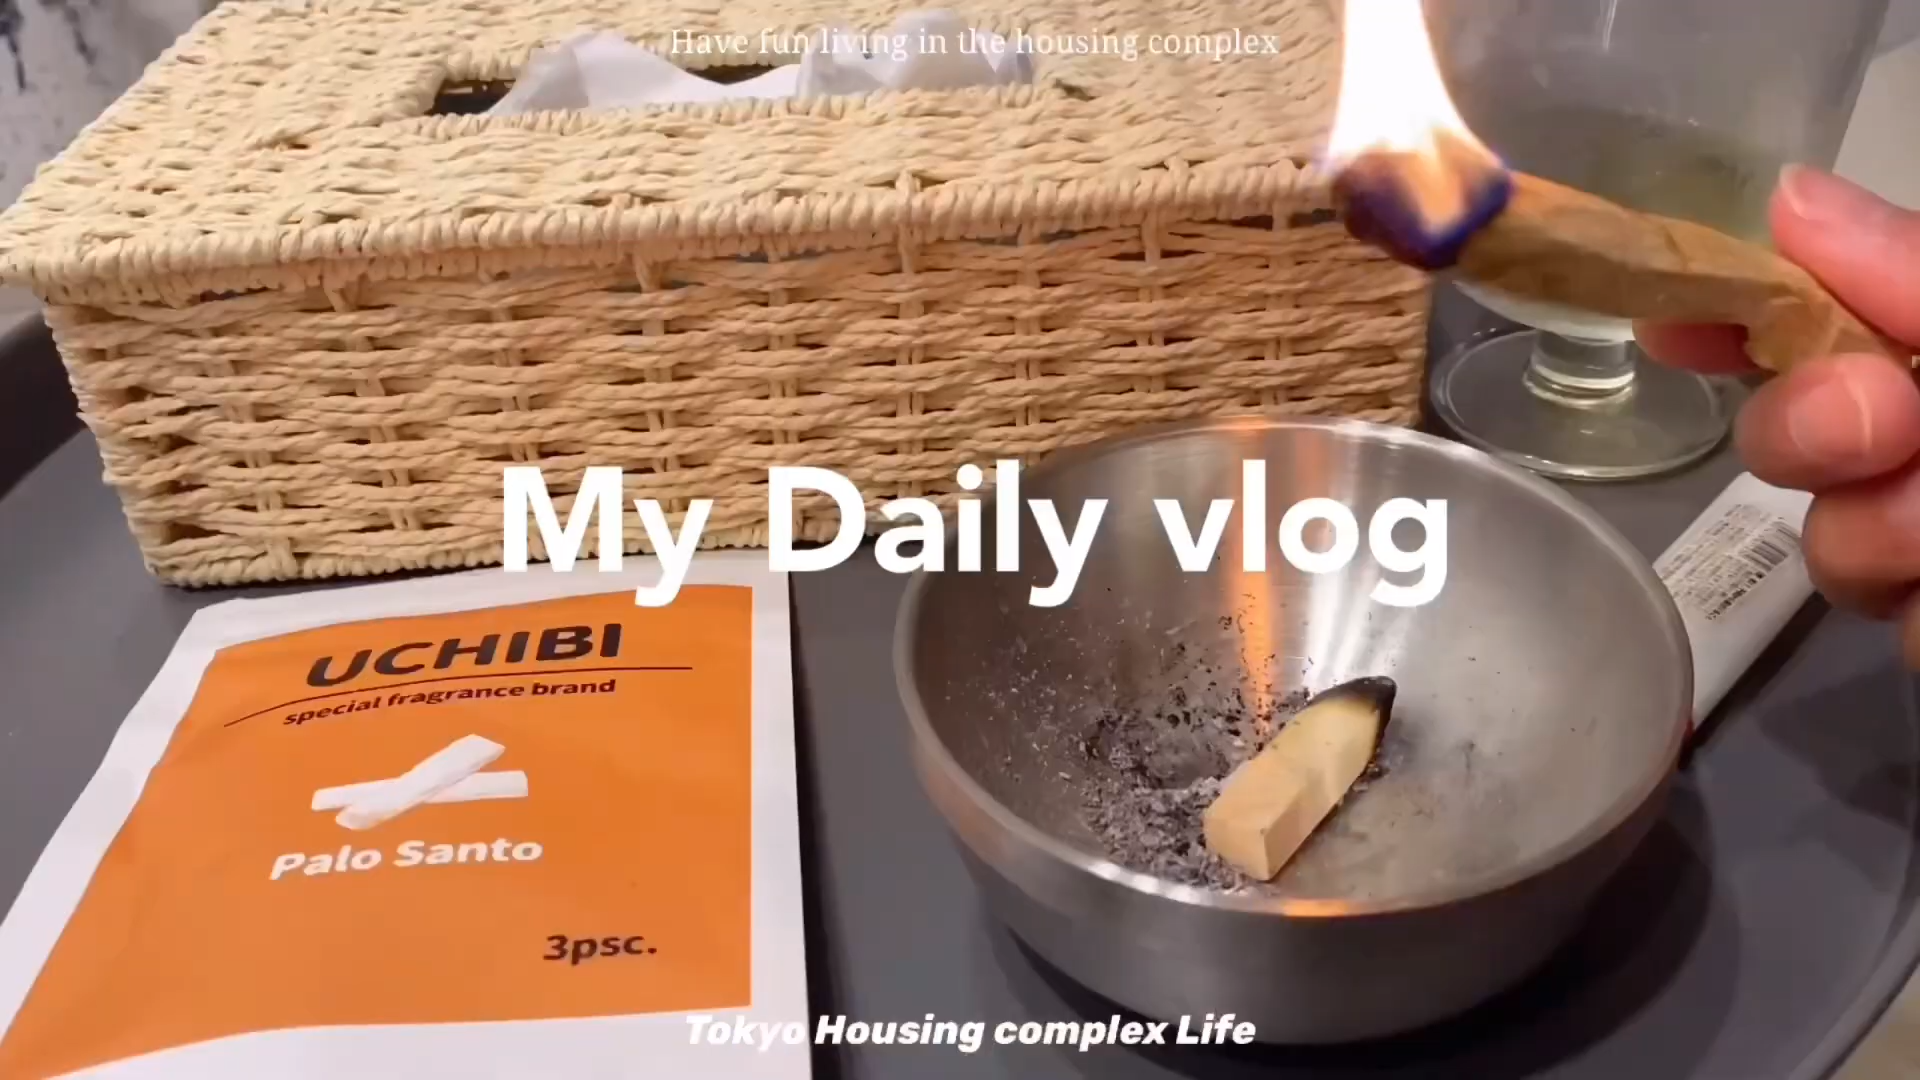 Have fun living in the housing complex
My Daily vlog
UCHIBI
special fragrance brand
Palo Santo
3psc.
Tokyo Housing complex Life